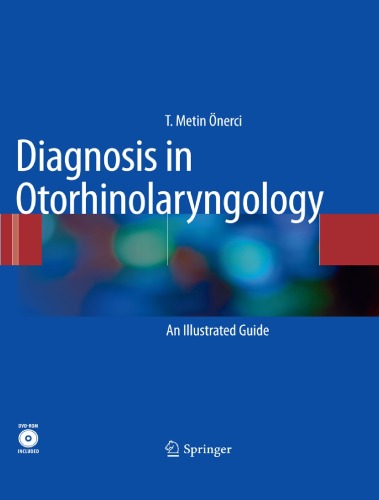 T. Metin Önerci
Diagnosis in
Otorhinolaryngology
An Illustrated Guide
DVD-ROM
INCLUDED
Springer